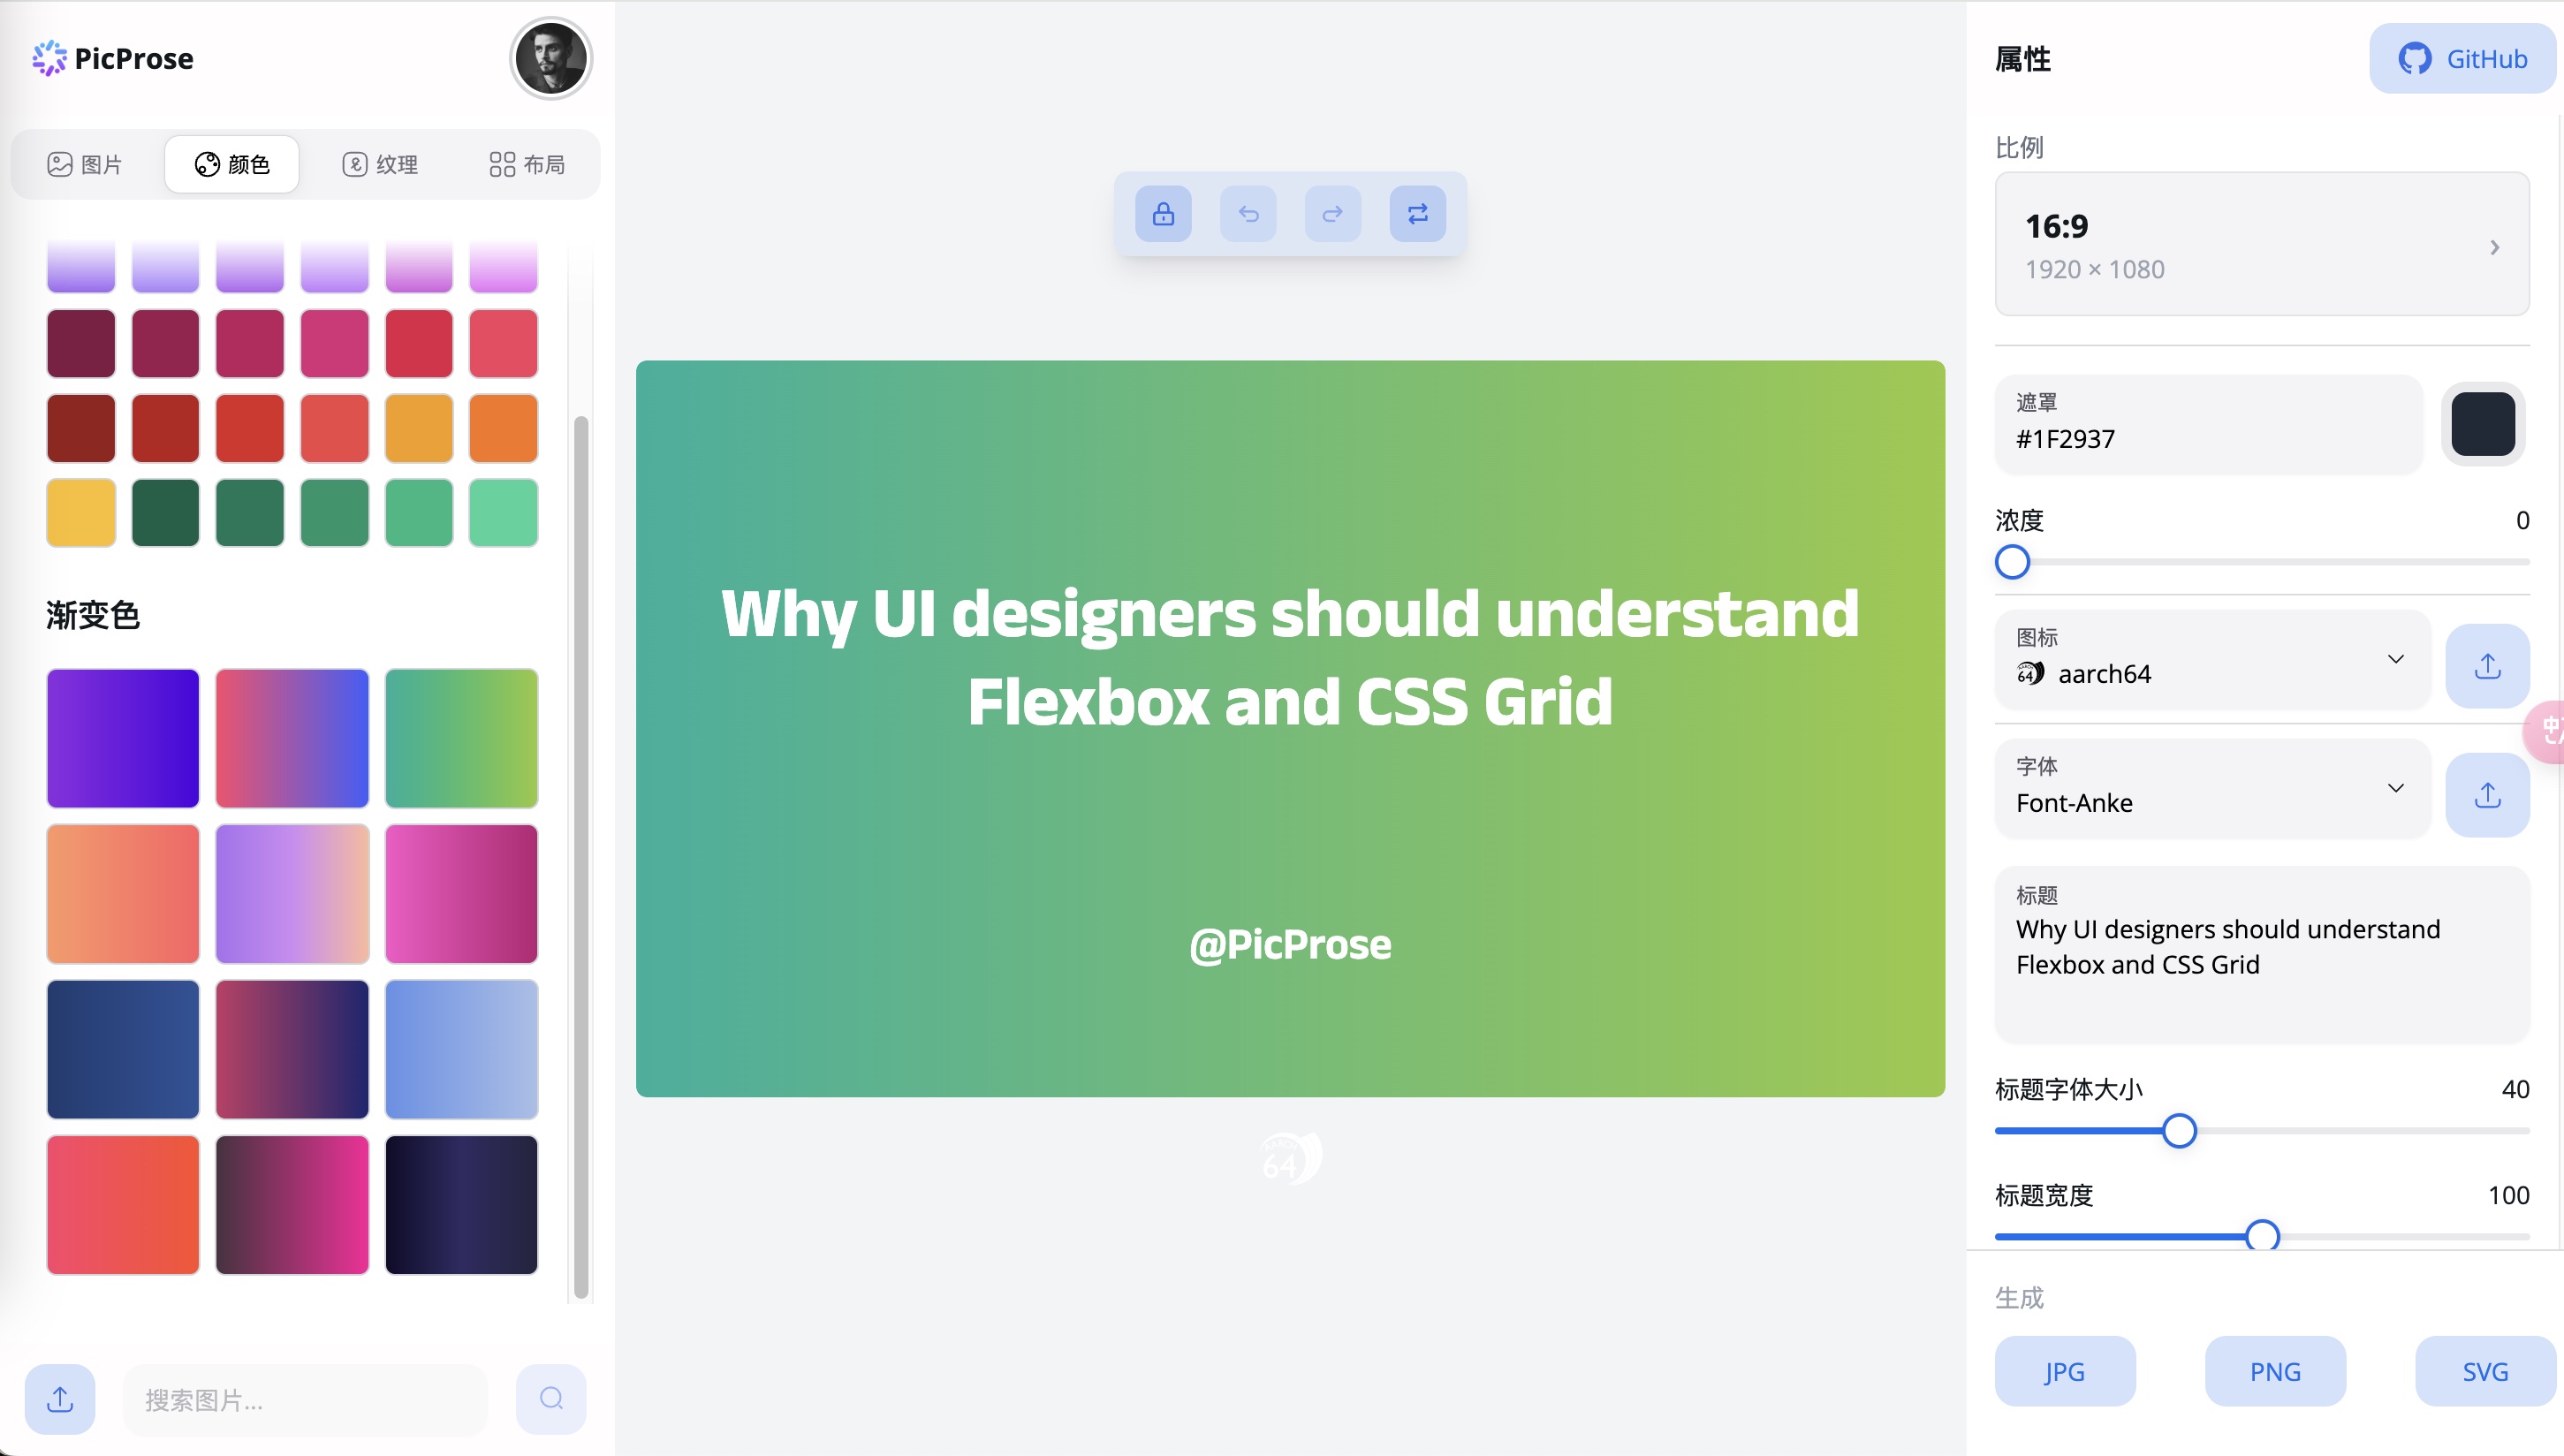 PicProse
图片
颜色
纹理
布局
渐变色
搜索图片...
Why UI designers should understand
Flexbox and CSS Grid
@PicProse
64
属性
GitHub
比例
16:9
1920 × 1080
遮罩
#1F2937
浓度
0
图标
64
aarch64
字体
Font-Anke
标题
Why UI designers should understand
Flexbox and CSS Grid
标题字体大小
40
标题宽度
100
生成
JPG
PNG
SVG
中